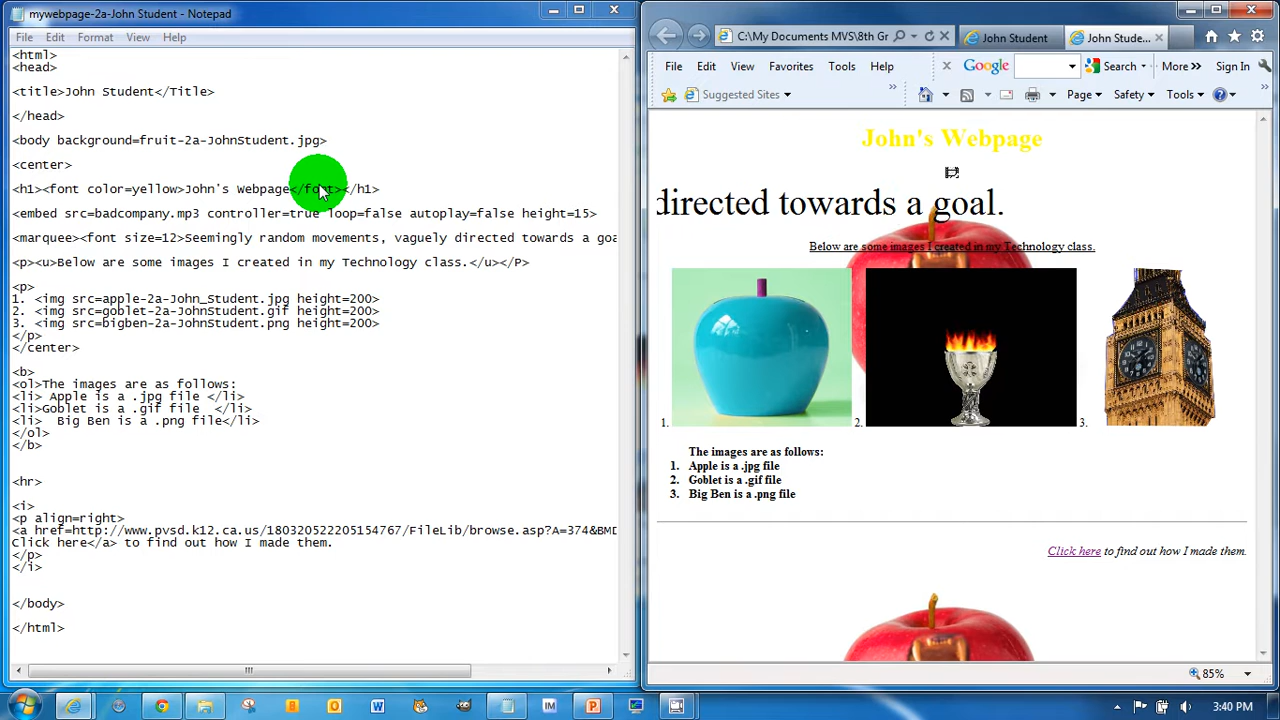 mywebpage-2a-John Student - Notepad
File Edit Format View Help
<html>
<head>
<title>John Student</Title>
</head>
<body background=fruit-2a-JohnStudent.jpg>
<center>
<h1><font color=yellow>John's Webpage</font></h1>
<embed src=badcompany.mp3 controller=true loop=false autoplay=false height=15>
<marquee><font size=12>Seemingly random movements, vaguely directed towards a goa
<p><u>Below are some images I created in my Technology class.</u></P>
<p>
1. <img src=apple-2a-John_Student.jpg height=200>
2. <img src=goblet-2a-JohnStudent.gif height=200>
3. <img src=bigben-2a-JohnStudent.png height=200>
</p>
</center>
<b>
<ol>The images are as follows:
<li> Apple is a .jpg file </li>
<li>Goblet is a .gif file </li>
<li> Big Ben is a .png file</li>
</ol>
</b>
<hr>
<i>
<p align=right>
<a href=http://www.pvsd.k12.ca.us/180320522205154767/FileLib/browse.asp?A=374&BMD
Click here</a> to find out how I made them.
</p>
</i>
</body>
</html>
C:\My Documents MVS\8th Gr
John Student
John Stude...
File Edit View Favorites Tools Help
Google Search More >> Sign In
Suggested Sites Page Safety Tools
John's Webpage
directed towards a goal.
Below are some images I created in my Technology class.
1. 2. 3.
The images are as follows:
1. Apple is a .jpg file
2. Goblet is a .gif file
3. Big Ben is a .png file
Click here to find out how I made them.
85%
3:40 PM